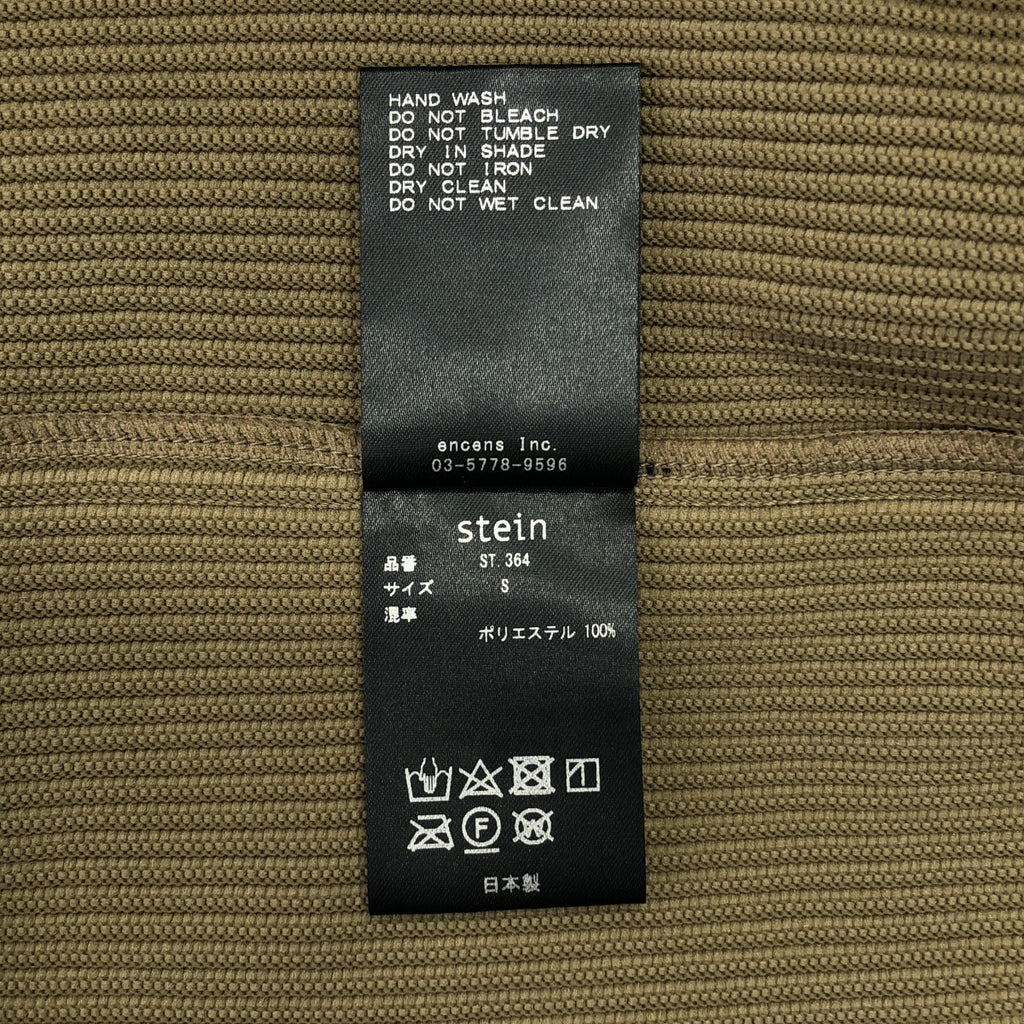 HAND WASH
DO NOT BLEACH
DO NOT TUMBLE DRY
DRY IN SHADE
DO NOT IRON
DRY CLEAN
DO NOT WET CLEAN
encens Inc.
03-5778-9596
stein
品番 ST.364
サイズ S
混率
ポリエステル 100%
F W
日本製